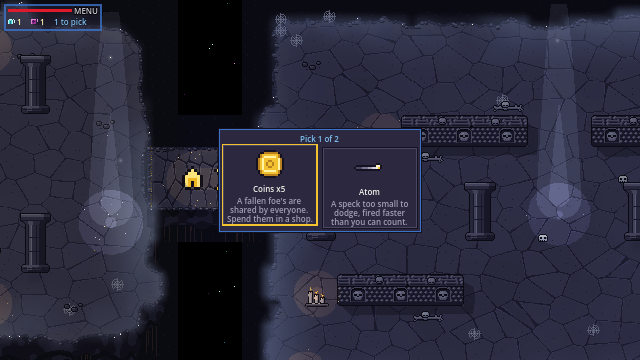 MENU
1 1 1 to pick
Pick 1 of 2
Coins x5
A fallen foe's are
shared by everyone.
Spend them in a shop.
Atom
A speck too small to
dodge, fired faster
than you can count.